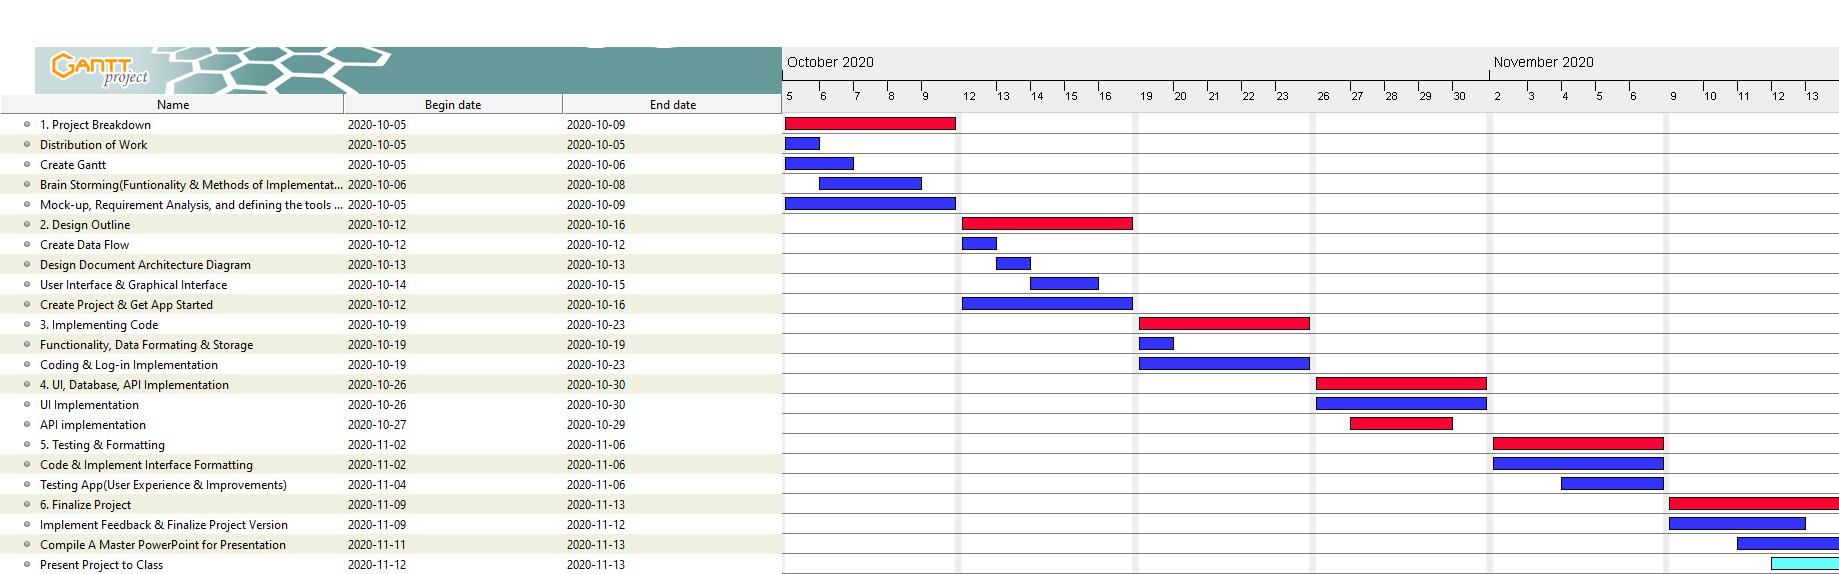 GANTT
project
October 2020 November 2020
Name Begin date End date 5 6 7 8 9 12 13 14 15 16 19 20 21 22 23 26 27 28 29 30 2 3 4 5 6 9 10 11 12 13
1. Project Breakdown 2020-10-05 2020-10-09
Distribution of Work 2020-10-05 2020-10-05
Create Gantt 2020-10-05 2020-10-06
Brain Storming(Funtionality & Methods of Implementat... 2020-10-06 2020-10-08
Mock-up, Requirement Analysis, and defining the tools ... 2020-10-05 2020-10-09
2. Design Outline 2020-10-12 2020-10-16
Create Data Flow 2020-10-12 2020-10-12
Design Document Architecture Diagram 2020-10-13 2020-10-13
User Interface & Graphical Interface 2020-10-14 2020-10-15
Create Project & Get App Started 2020-10-12 2020-10-16
3. Implementing Code 2020-10-19 2020-10-23
Functionality, Data Formating & Storage 2020-10-19 2020-10-19
Coding & Log-in Implementation 2020-10-19 2020-10-23
4. UI, Database, API Implementation 2020-10-26 2020-10-30
UI Implementation 2020-10-26 2020-10-30
API implementation 2020-10-27 2020-10-29
5. Testing & Formatting 2020-11-02 2020-11-06
Code & Implement Interface Formatting 2020-11-02 2020-11-06
Testing App(User Experience & Improvements) 2020-11-04 2020-11-06
6. Finalize Project 2020-11-09 2020-11-13
Implement Feedback & Finalize Project Version 2020-11-09 2020-11-12
Compile A Master PowerPoint for Presentation 2020-11-11 2020-11-13
Present Project to Class 2020-11-12 2020-11-13